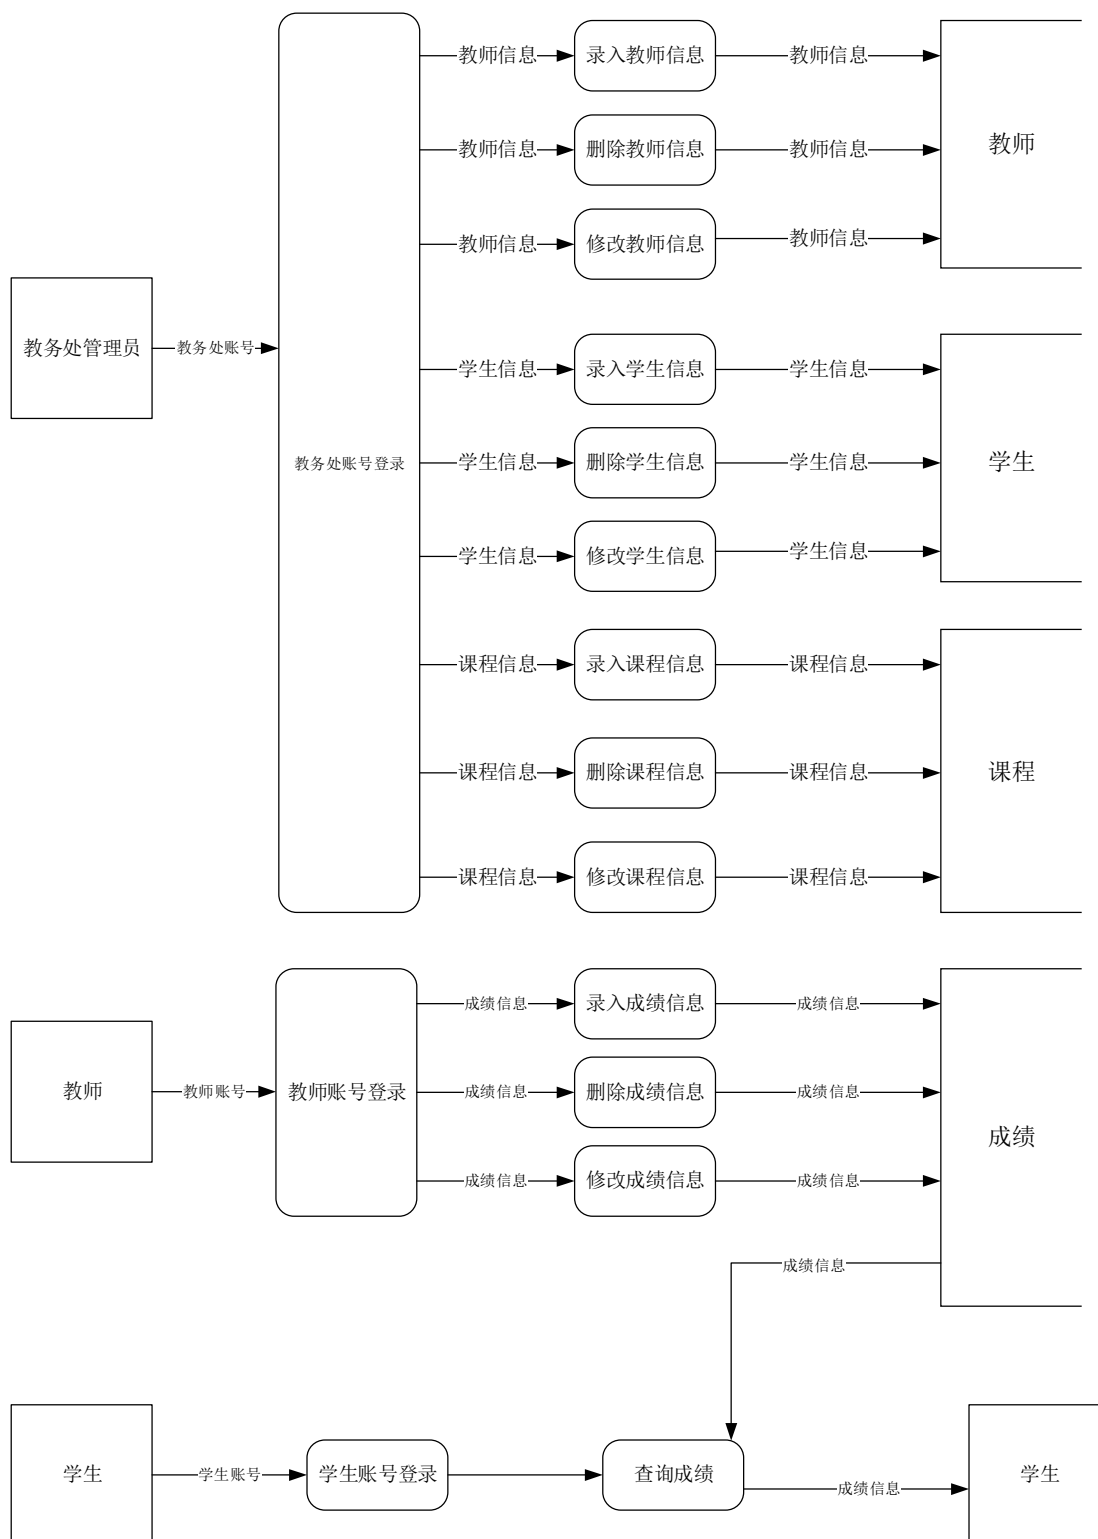 教师信息
录入教师信息
教师信息
教师信息
删除教师信息
教师信息
教师
教师信息
修改教师信息
教师信息
教务处管理员
教务处账号
教务处账号登录
学生信息
录入学生信息
学生信息
学生信息
删除学生信息
学生信息
学生
学生信息
修改学生信息
学生信息
课程信息
录入课程信息
课程信息
课程信息
删除课程信息
课程信息
课程
课程信息
修改课程信息
课程信息
成绩信息
录入成绩信息
成绩信息
教师
教师账号
教师账号登录
成绩信息
删除成绩信息
成绩信息
成绩
成绩信息
修改成绩信息
成绩信息
成绩信息
学生
学生账号
学生账号登录
查询成绩
成绩信息
学生